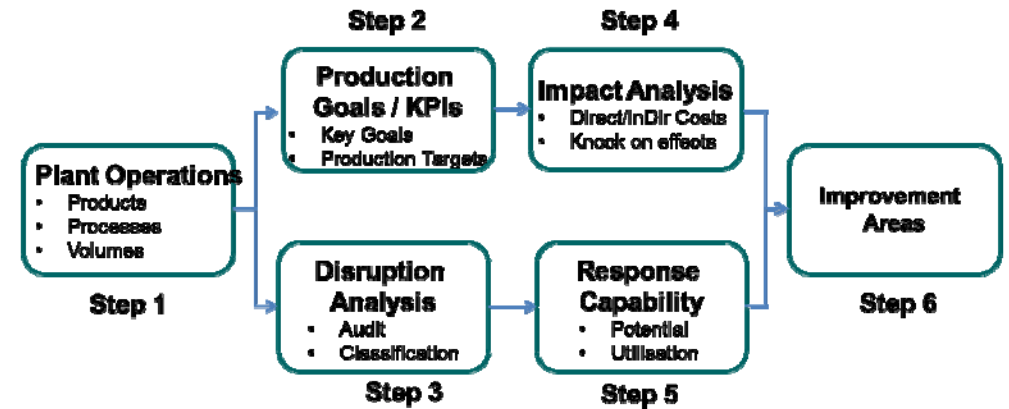 Step 2
Step 4
Production
Goals / KPIs
• Key Goals
• Production Targets
Impact Analysis
• Direct/InDir Costs
• Knock on effects
Plant Operations
• Products
• Processes
• Volumes
Step 1
Improvement
Areas
Step 6
Disruption
Analysis
• Audit
• Classification
Step 3
Response
Capability
• Potential
• Utilisation
Step 5